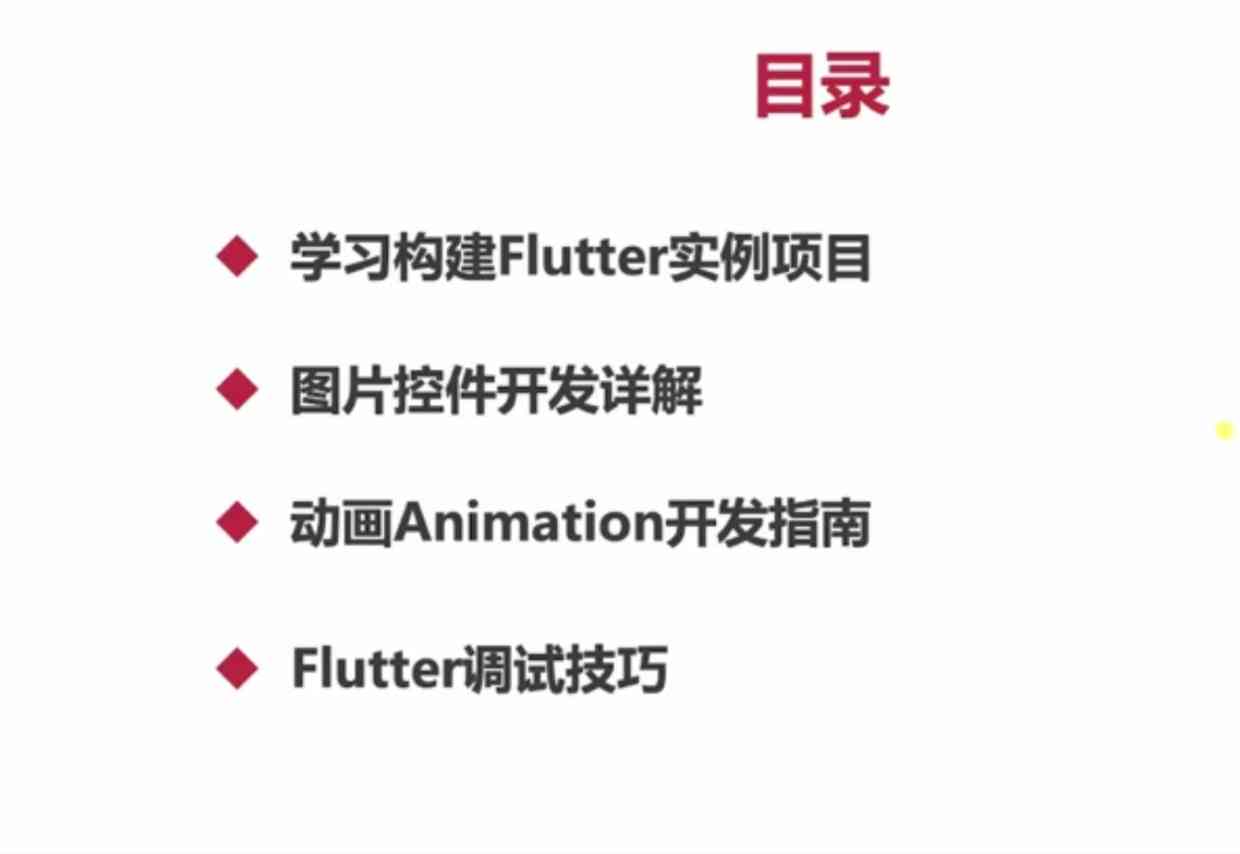 目录
学习构建Flutter实例项目
图片控件开发详解
动画Animation开发指南
Flutter调试技巧